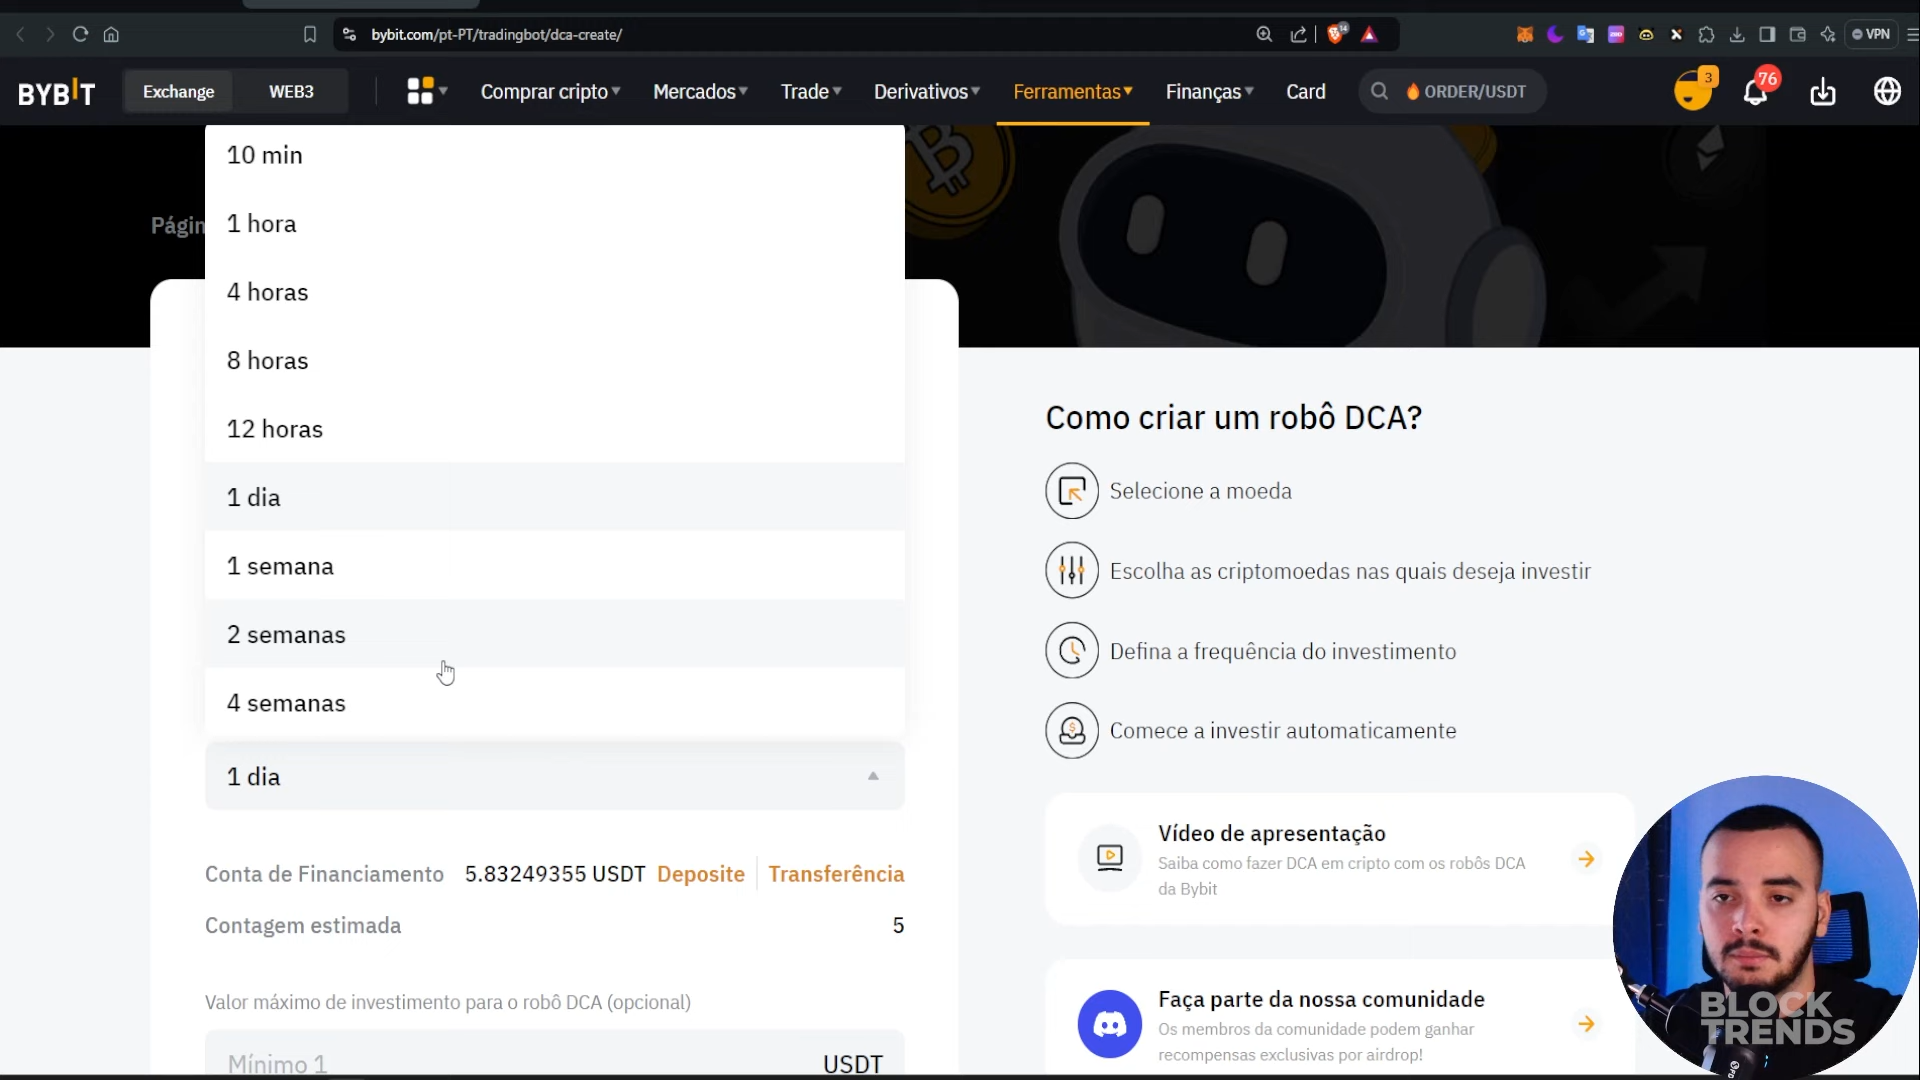 bybit.com/pt-PT/tradingbot/dca-create/
14
VPN
BYBIT
Exchange
WEB3
Comprar cripto
Mercados
Trade
Derivativos
Ferramentas
Finanças
Card
ORDER/USDT
3
76
Págin
10 min
1 hora
4 horas
8 horas
12 horas
1 dia
1 semana
2 semanas
4 semanas
1 dia
Conta de Financiamento 5.83249355 USDT Deposite Transferência
Contagem estimada 5
Valor máximo de investimento para o robô DCA (opcional)
Mínimo 1 USDT
Como criar um robô DCA?
Selecione a moeda
Escolha as criptomoedas nas quais deseja investir
Defina a frequência do investimento
Comece a investir automaticamente
Vídeo de apresentação
Saiba como fazer DCA em cripto com os robôs DCA
da Bybit
Faça parte da nossa comunidade
Os membros da comunidade podem ganhar
recompensas exclusivas por airdrop!
BLOCK
TRENDS